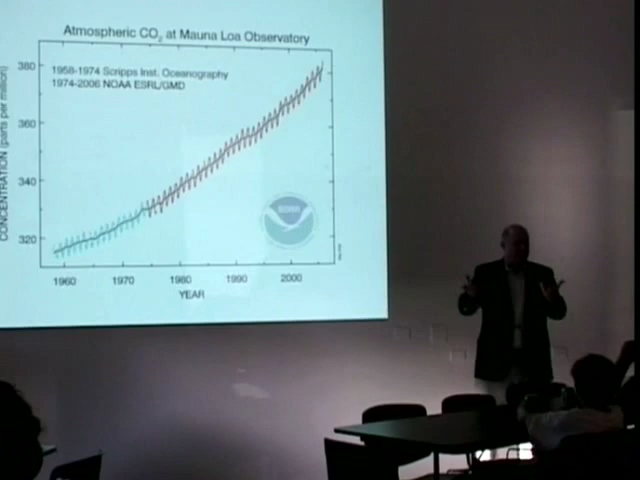 Atmospheric CO2 at Mauna Loa Observatory
1958-1974 Scripps Inst. Oceanography
1974-2006 NOAA ESRL/GMD
CONCENTRATION (parts per million)
380
360
340
320
1960 1970 1980 1990 2000
YEAR